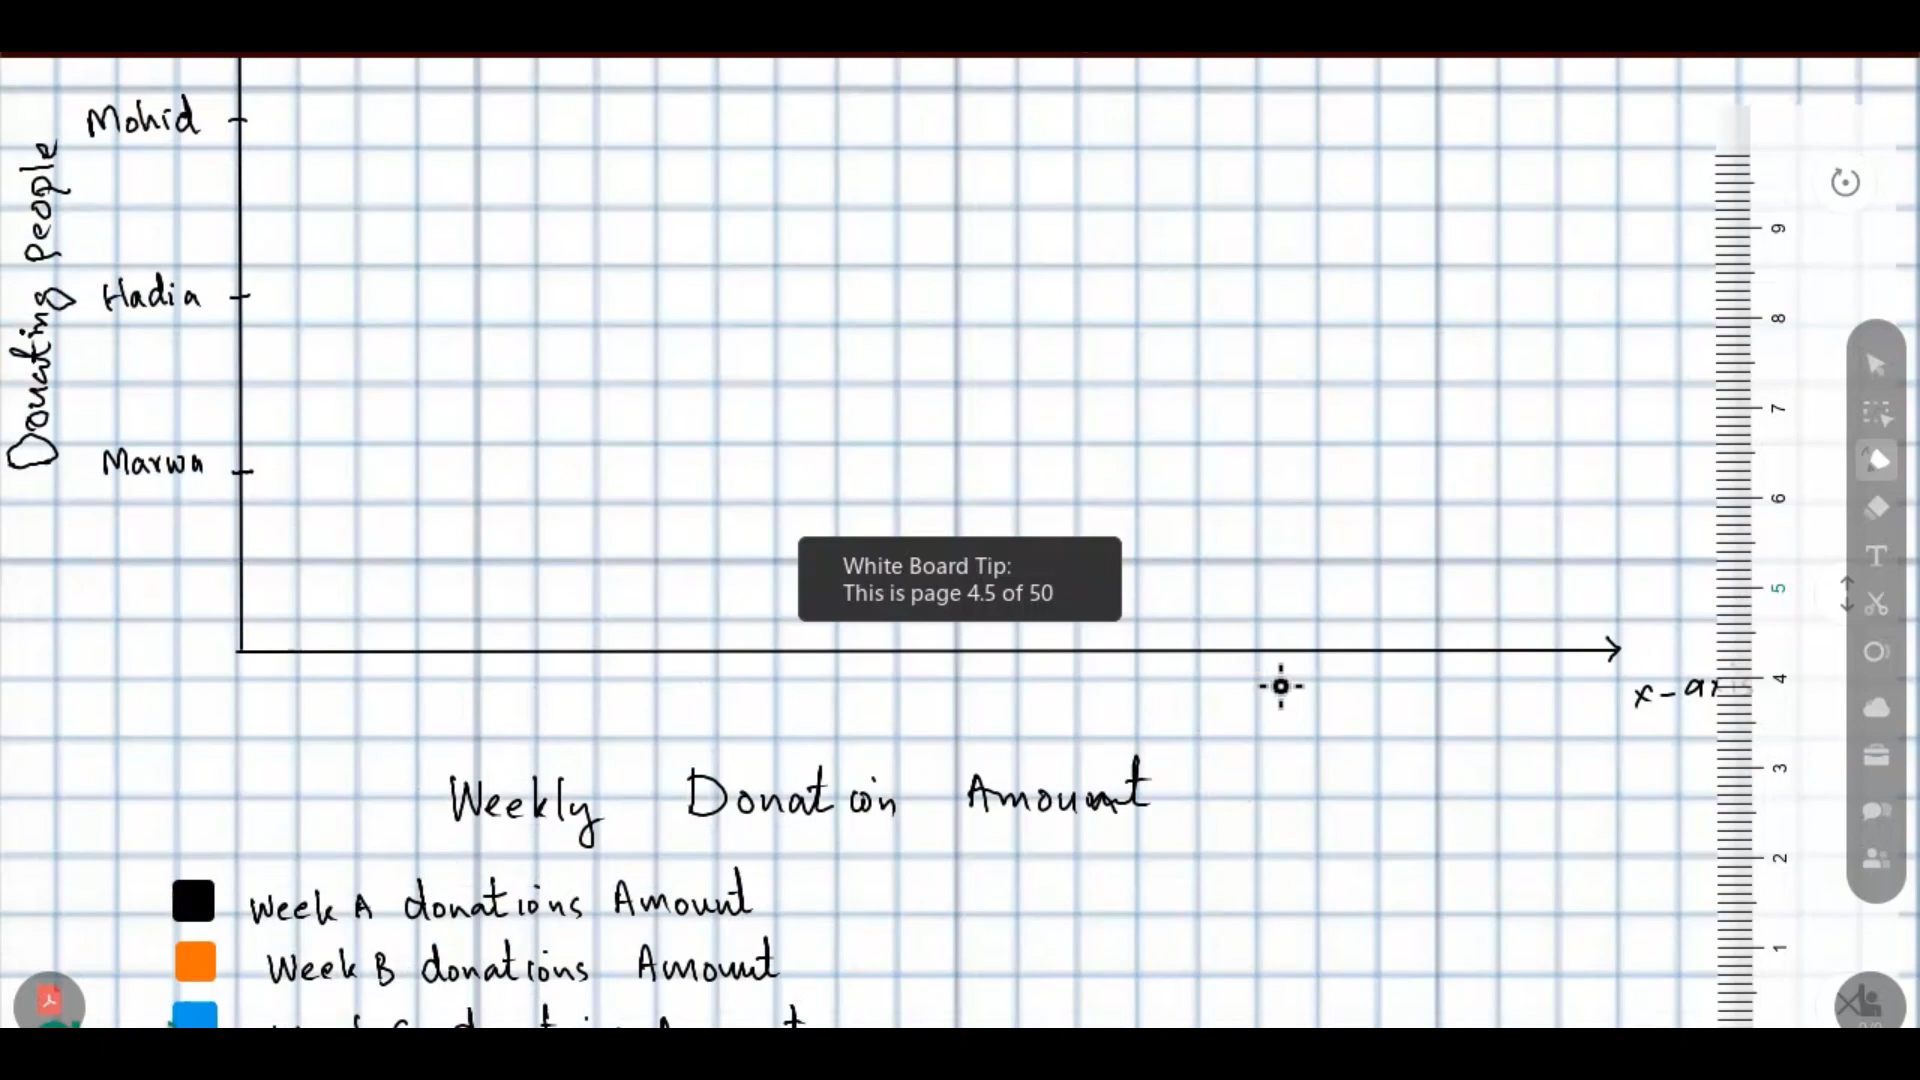 Mohid
Donating people
Hadia
Marwa
White Board Tip:
This is page 4.5 of 50
x-
Weekly Donation Amount
Week A donations Amount
Week B donations Amount
9
8
7
6
5
4
3
2
1
T